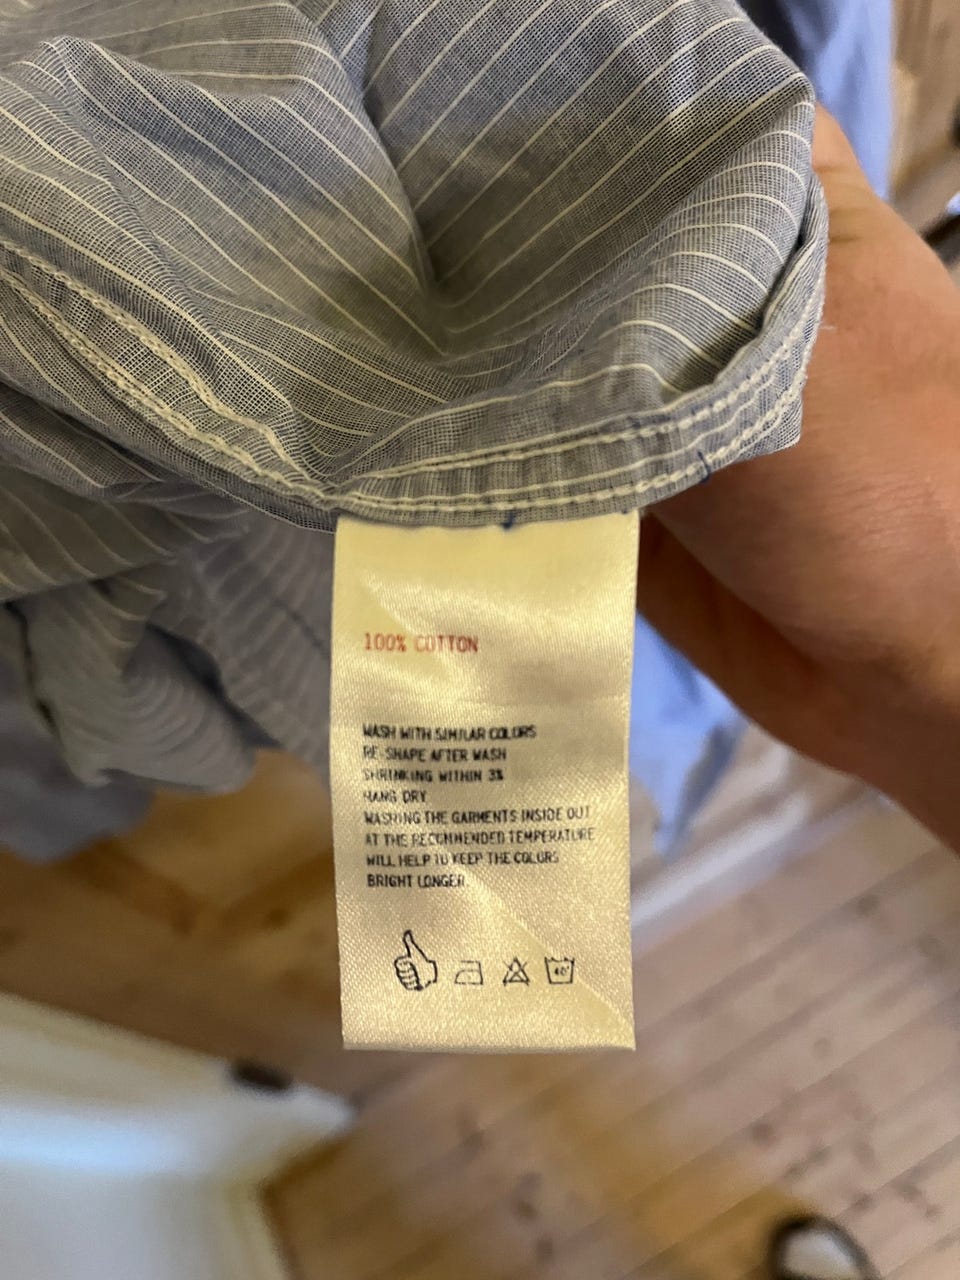 100% COTTON
WASH WITH SIMILAR COLORS
RE-SHAPE AFTER WASH
SHRINKING WITHIN 3%
HANG DRY
WASHING THE GARMENTS INSIDE OUT
AT THE RECOMMENDED TEMPERATURE
WILL HELP TO KEEP THE COLORS
BRIGHT LONGER.
40°